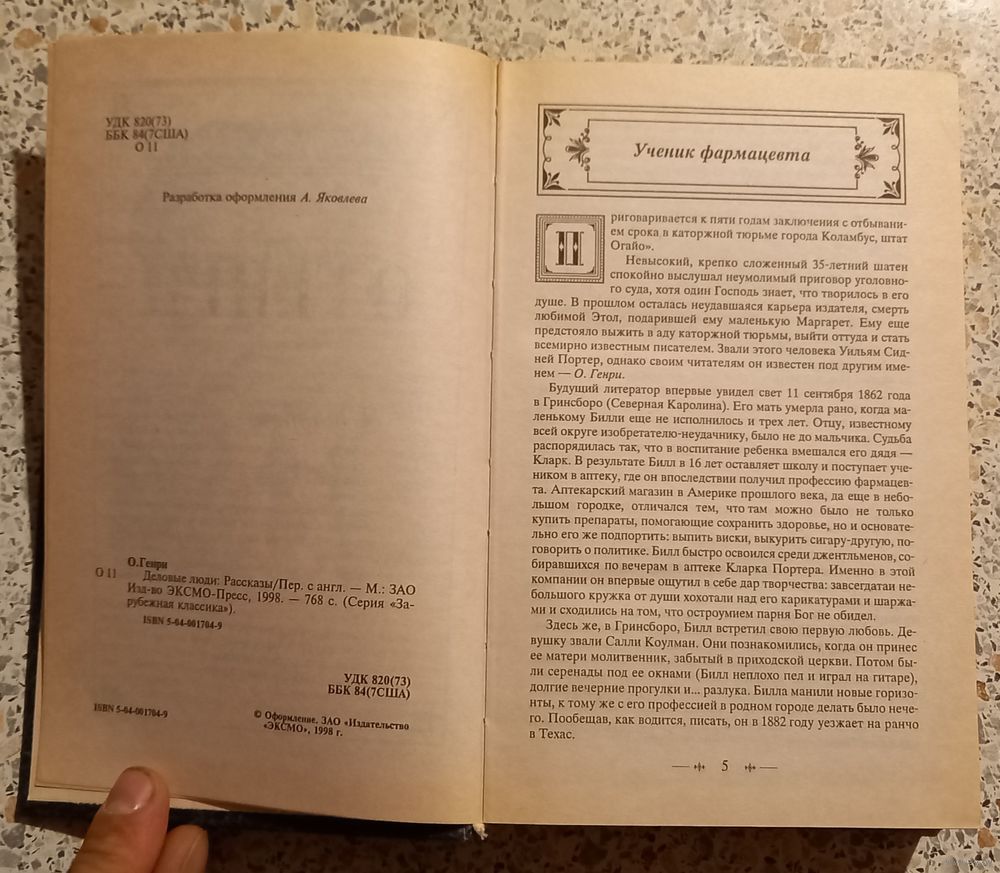 УДК 820(73)
ББК 84(7США)
О 11
Разработка оформления А. Яковлева
О.Генри
О 11 Деловые люди: Рассказы/Пер. с англ. — М.: ЗАО
Изд-во ЭКСМО-Пресс, 1998. — 768 с. (Серия «За-
рубежная классика»).
ISBN 5-04-001704-9
УДК 820(73)
ББК 84(7США)
ISBN 5-04-001704-9
© Оформление. ЗАО «Издательство
«ЭКСМО», 1998 г.
Ученик фармацевта
Приговаривается к пяти годам заключения с отбывани-
ем срока в каторжной тюрьме города Коламбус, штат
Огайо».
Невысокий, крепко сложенный 35-летний шатен
спокойно выслушал неумолимый приговор уголовно-
го суда, хотя один Господь знает, что творилось в его
душе. В прошлом осталась неудавшаяся карьера издателя, смерть
любимой Этол, подарившей ему маленькую Маргарет. Ему еще
предстояло выжить в аду каторжной тюрьмы, выйти оттуда и стать
всемирно известным писателем. Звали этого человека Уильям Сид-
ней Портер, однако своим читателям он известен под другим име-
нем — О. Генри.
Будущий литератор впервые увидел свет 11 сентября 1862 года
в Гринсборо (Северная Каролина). Его мать умерла рано, когда ма-
ленькому Билли еще не исполнилось и трех лет. Отцу, известному
всей округе изобретателю-неудачнику, было не до мальчика. Судьба
распорядилась так, что в воспитание ребенка вмешался его дядя —
Кларк. В результате Билл в 16 лет оставляет школу и поступает уче-
ником в аптеку, где он впоследствии получил профессию фармацев-
та. Аптекарский магазин в Америке прошлого века, да еще в небо-
льшом городке, отличался тем, что там можно было не только
купить препараты, помогающие сохранить здоровье, но и основате-
льно его же подпортить: выпить виски, выкурить сигару-другую, по-
говорить о политике. Билл быстро освоился среди джентльменов, со-
биравшихся по вечерам в аптеке Кларка Портера. Именно в этой
компании он впервые ощутил в себе дар творчества: завсегдатаи не-
большого кружка от души хохотали над его карикатурами и шаржа-
ми и сходились на том, что остроумием парня Бог не обидел.
Здесь же, в Гринсборо, Билл встретил свою первую любовь. Де-
вушку звали Салли Коулман. Они познакомились, когда он принес
ее матери молитвенник, забытый в приходской церкви. Потом бы-
ли серенады под ее окнами (Билл неплохо пел и играл на гитаре),
долгие вечерние прогулки и... разлука. Билла манили новые горизо-
нты, к тому же с его профессией в родном городе делать было нече-
го. Пообещав, как водится, писать, он в 1882 году уезжает на ранчо
в Техас.
5